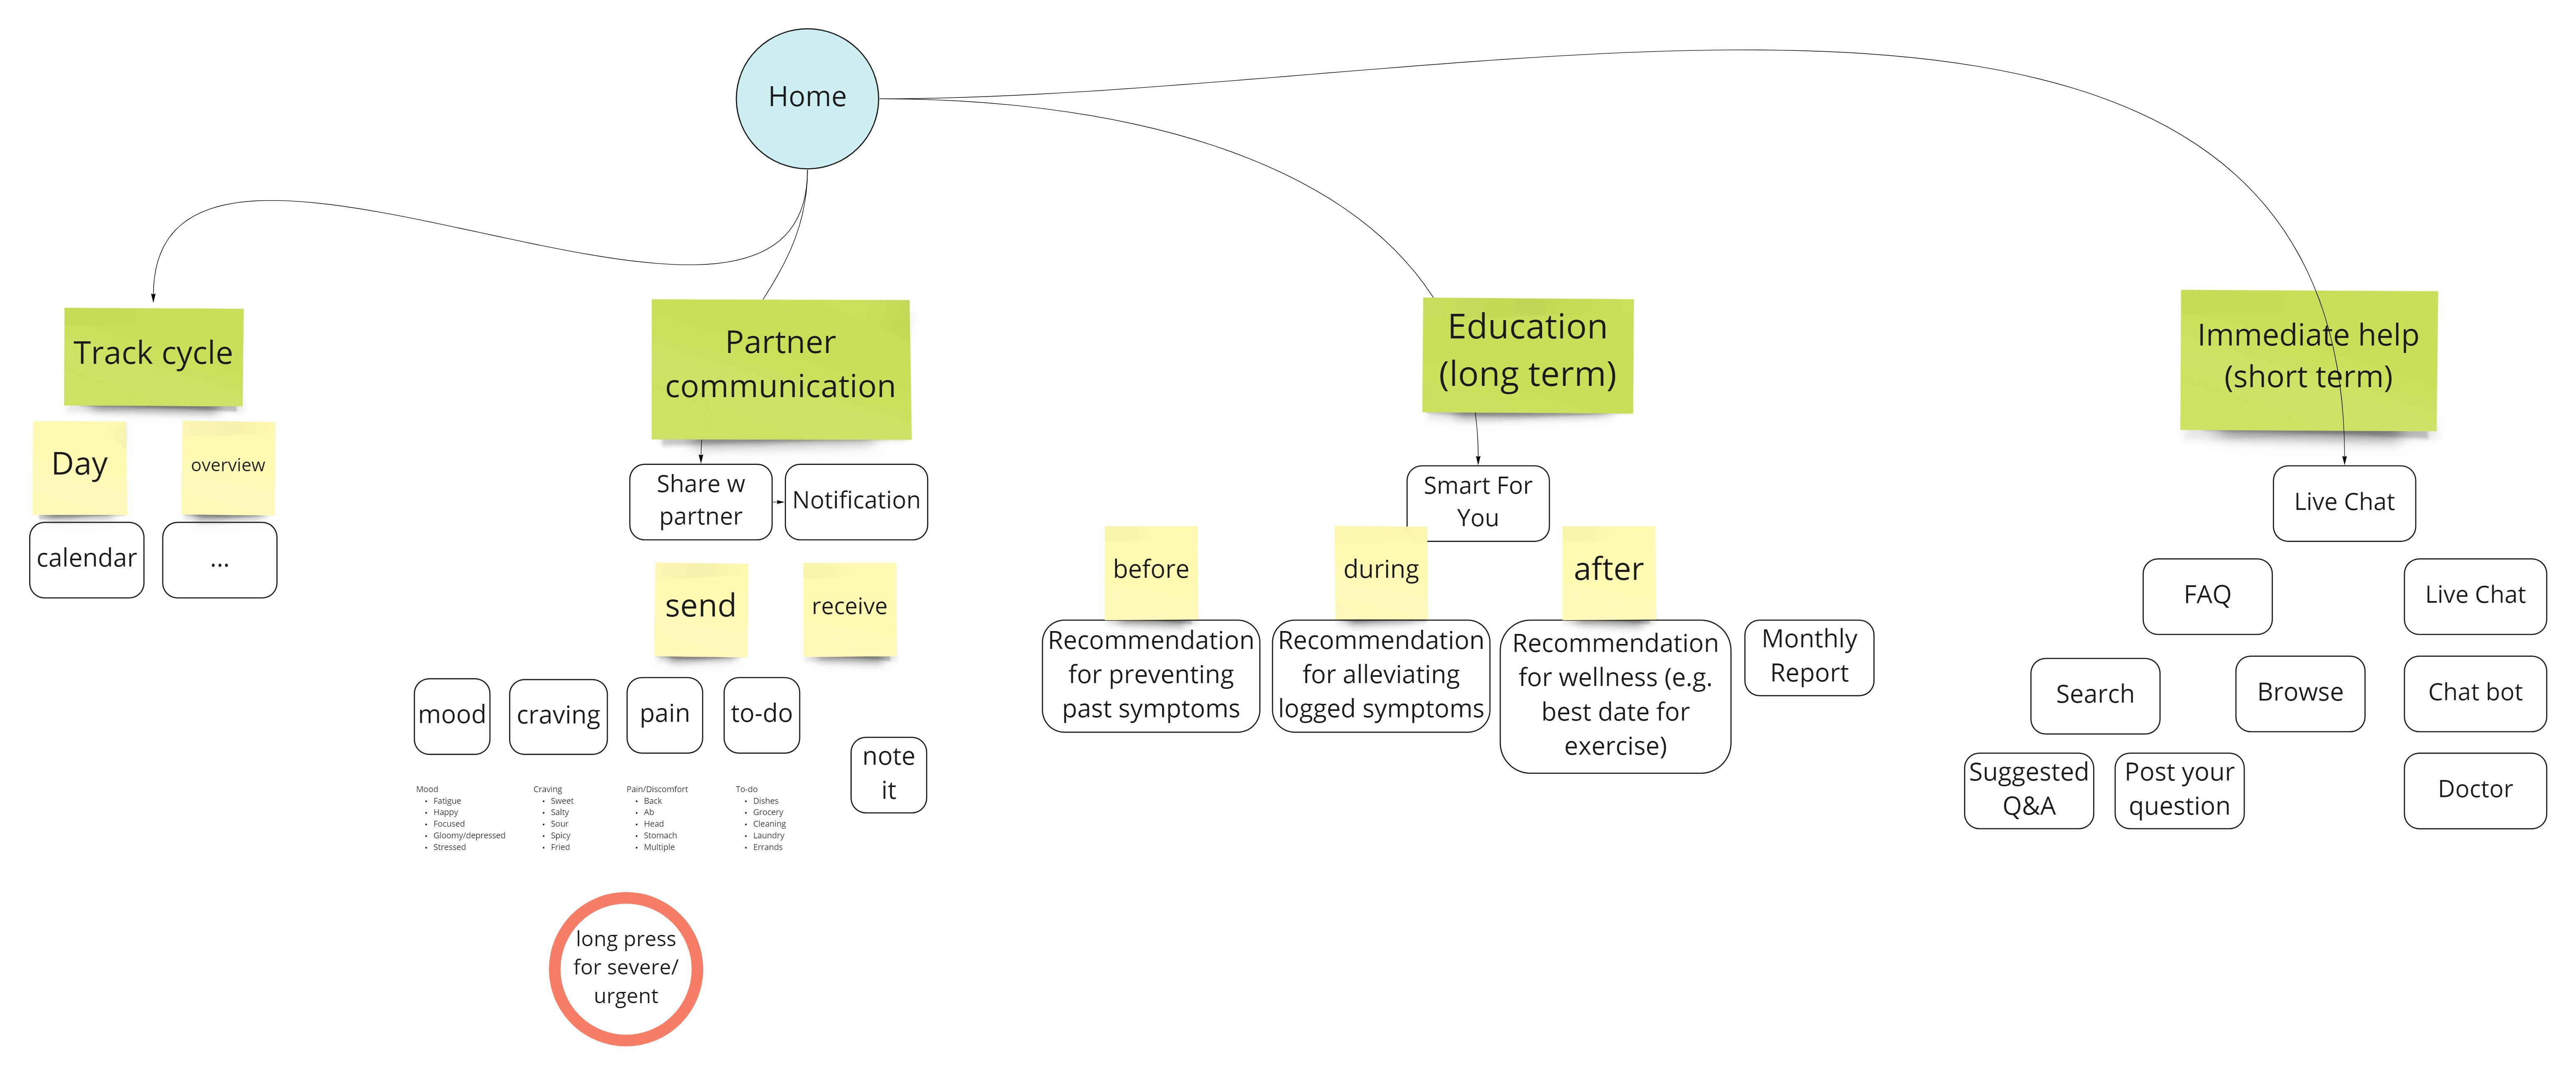 Home
Track cycle
Day
overview
calendar
...
Partner
communication
Share w
partner
Notification
send
receive
mood
craving
pain
to-do
note
it
Mood
• Fatigue
• Happy
• Focused
• Gloomy/depressed
• Stressed
Craving
• Sweet
• Salty
• Sour
• Spicy
• Fried
Pain/Discomfort
• Back
• Ab
• Head
• Stomach
• Multiple
To-do
• Dishes
• Grocery
• Cleaning
• Laundry
• Errands
long press
for severe/
urgent
Education
(long term)
Smart For
You
before
during
after
Recommendation
for preventing
past symptoms
Recommendation
for alleviating
logged symptoms
Recommendation
for wellness (e.g.
best date for
exercise)
Monthly
Report
Immediate help
(short term)
Live Chat
FAQ
Live Chat
Search
Browse
Chat bot
Suggested
Q&A
Post your
question
Doctor